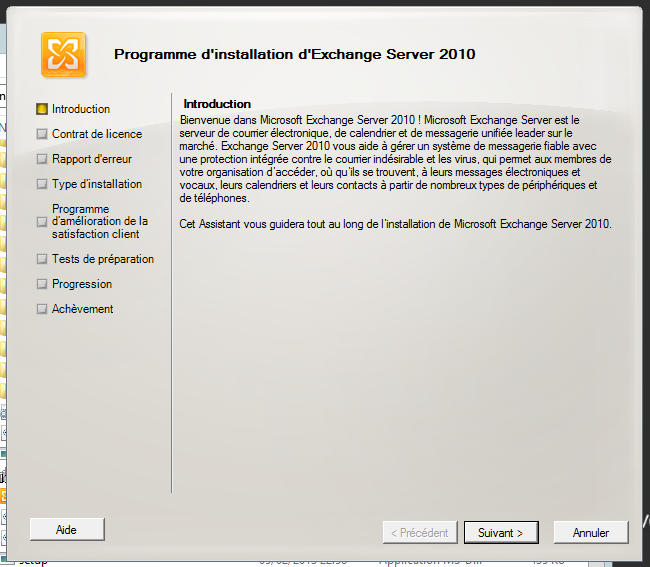 Programme d'installation d'Exchange Server 2010
Introduction
Contrat de licence
Rapport d'erreur
Type d'installation
Programme
d'amélioration de la
satisfaction client
Tests de préparation
Progression
Achèvement
Introduction
Bienvenue dans Microsoft Exchange Server 2010 ! Microsoft Exchange Server est le
serveur de courrier électronique, de calendrier et de messagerie unifiée leader sur le
marché. Exchange Server 2010 vous aide à gérer un système de messagerie fiable avec
une protection intégrée contre le courrier indésirable et les virus, qui permet aux membres de
votre organisation d'accéder, où qu'ils se trouvent, à leurs messages électroniques et
vocaux, leurs calendriers et leurs contacts à partir de nombreux types de périphériques et
de téléphones.
Cet Assistant vous guidera tout au long de l'installation de Microsoft Exchange Server 2010.
Aide
< Précédent
Suivant >
Annuler
setup